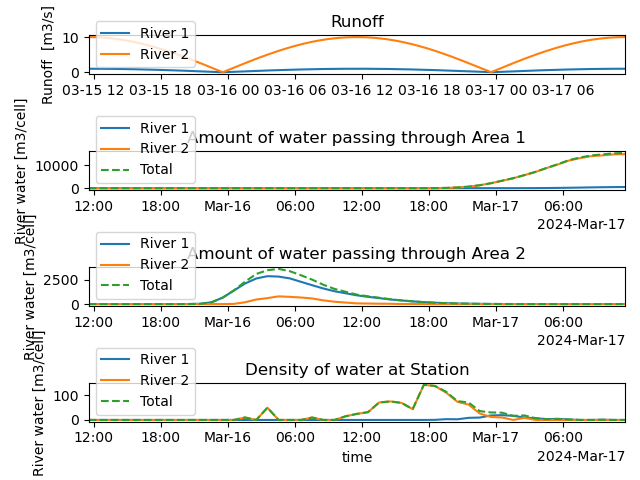 Runoff
Runoff  [m3/s]
10
0
River 1
River 2
03-15 12 03-15 18 03-16 00 03-16 06 03-16 12 03-16 18 03-17 00 03-17 06
Amount of water passing through Area 1
River water [m3/cell]
10000
0
River 1
River 2
Total
12:00 18:00 Mar-16 06:00 12:00 18:00 Mar-17 06:00
2024-Mar-17
Amount of water passing through Area 2
River water [m3/cell]
2500
0
River 1
River 2
Total
12:00 18:00 Mar-16 06:00 12:00 18:00 Mar-17 06:00
2024-Mar-17
Density of water at Station
River water [m3/cell]
100
0
River 1
River 2
Total
12:00 18:00 Mar-16 06:00 12:00 18:00 Mar-17 06:00
time
2024-Mar-17